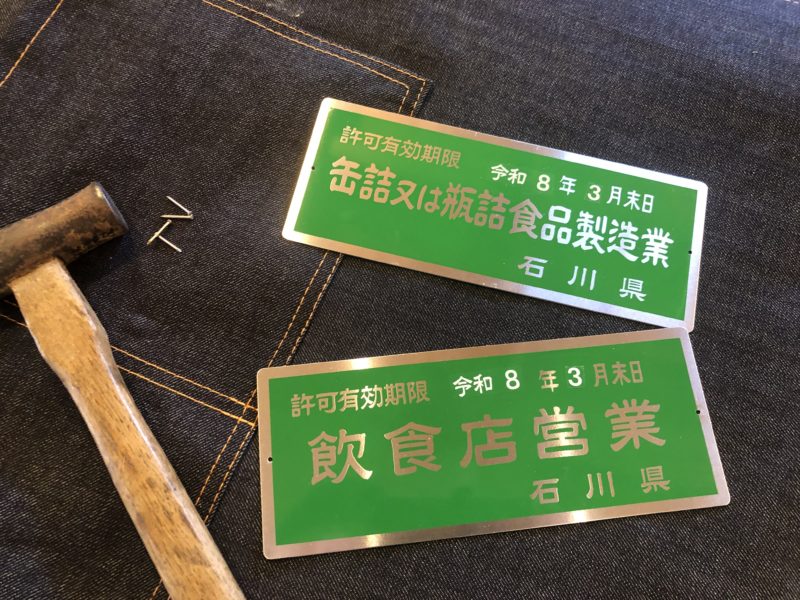 許可有効期限 令和 8 年 3 月末日
缶詰又は瓶詰食品製造業
石川県
許可有効期限 令和 8 年 3 月末日
飲食店営業
石川県